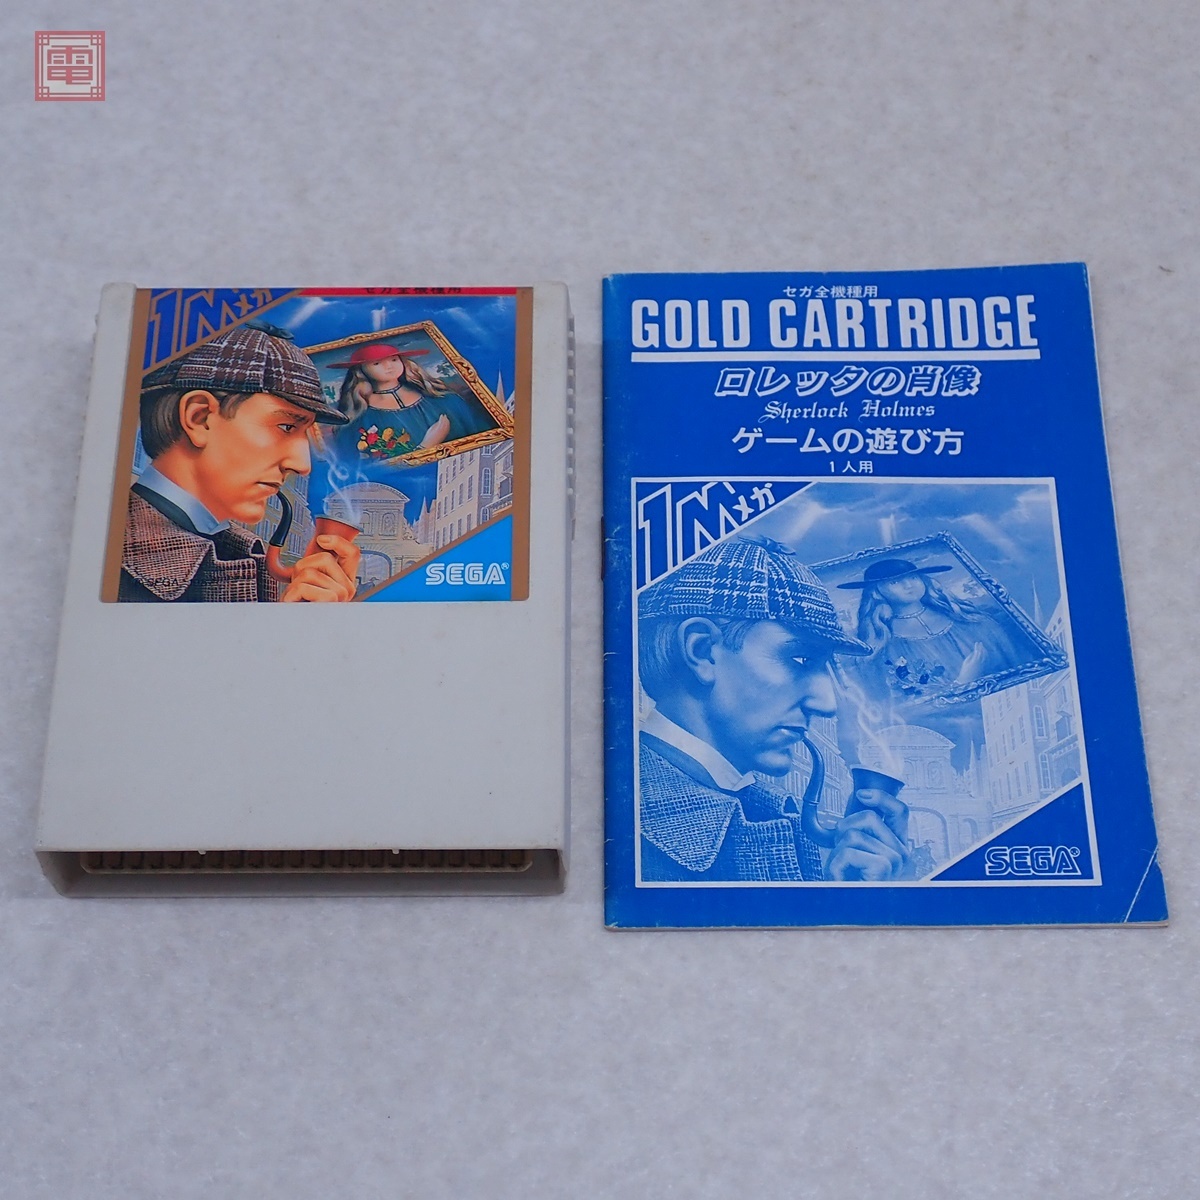 電
1Mメガ
セガ全機種用
SEGA
SEGA®
セガ全機種用
GOLD CARTRIDGE
ロレッタの肖像
Sherlock Holmes
ゲームの遊び方
1人用
1Mメガ
SEGA®